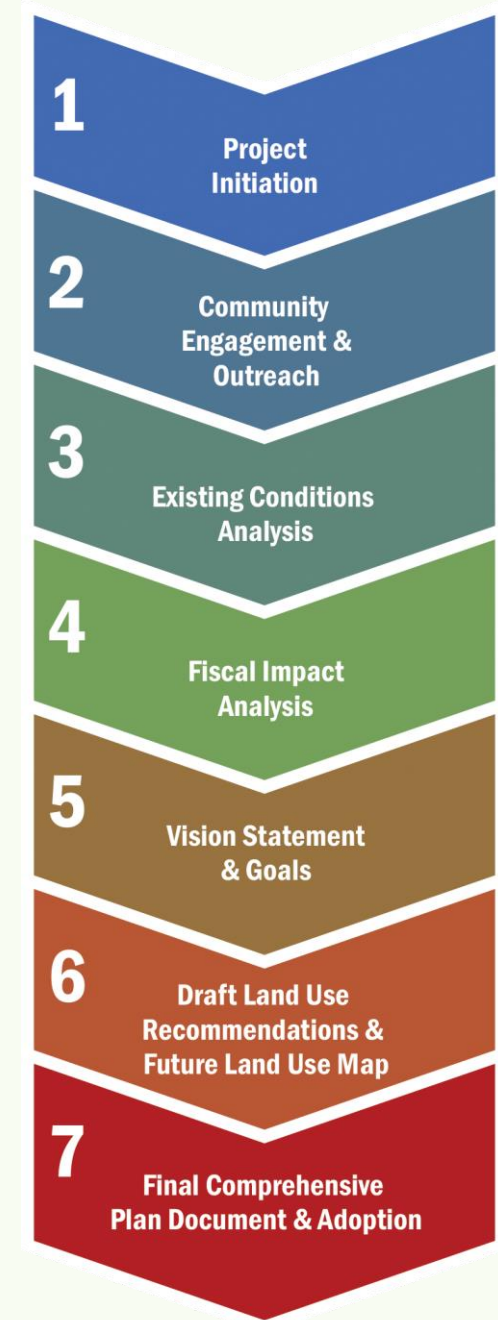 1
Project
Initiation
2
Community
Engagement &
Outreach
3
Existing Conditions
Analysis
4
Fiscal Impact
Analysis
5
Vision Statement
& Goals
6
Draft Land Use
Recommendations &
Future Land Use Map
7
Final Comprehensive
Plan Document & Adoption